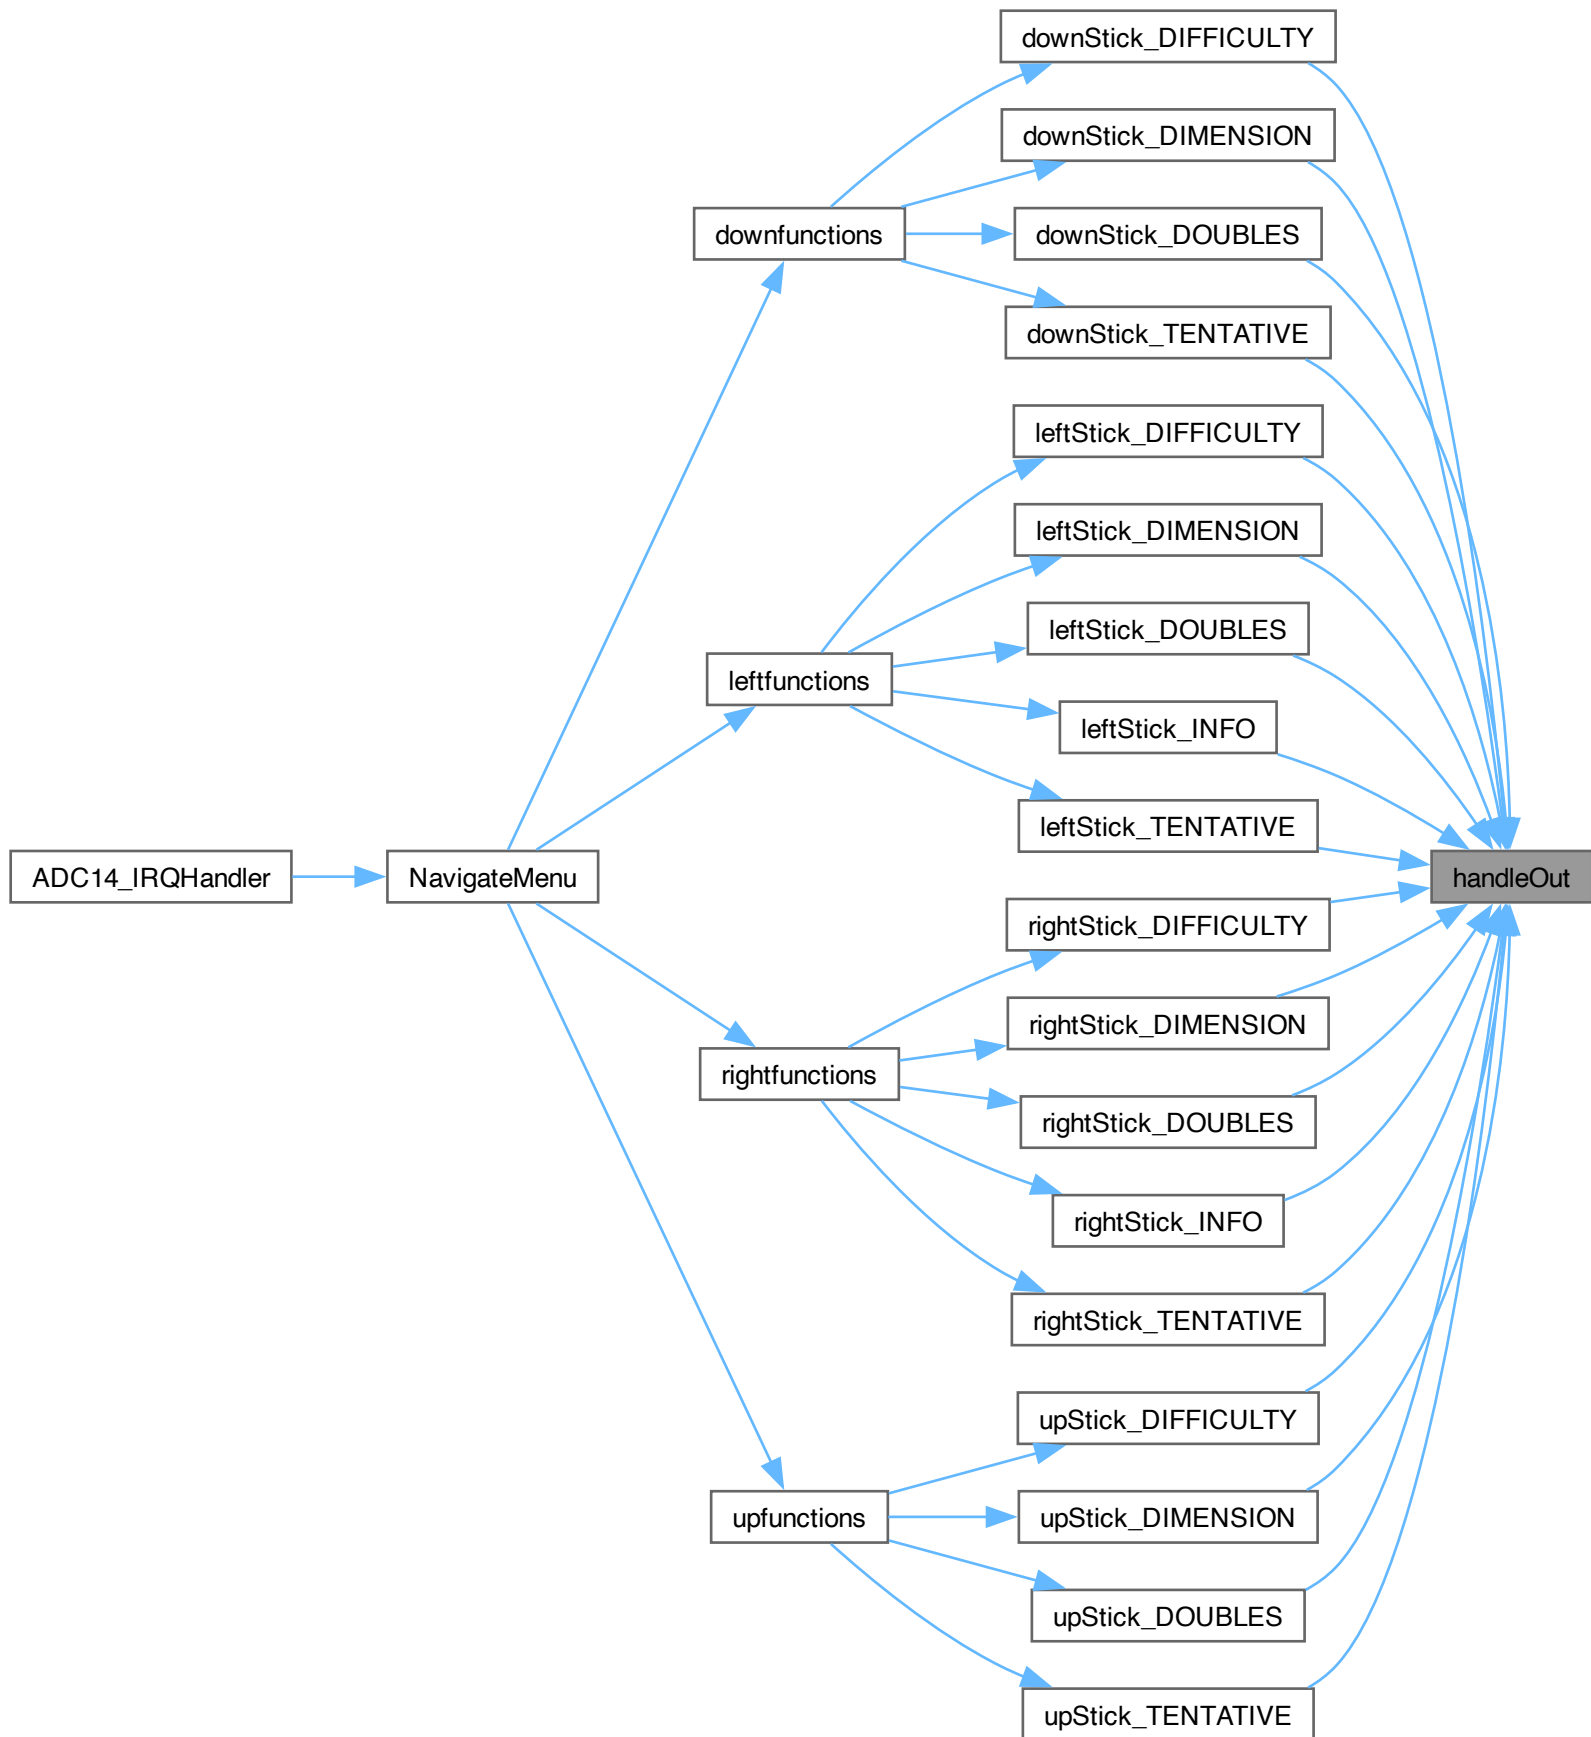 downStick_DIFFICULTY
downStick_DIMENSION
downfunctions
downStick_DOUBLES
downStick_TENTATIVE
leftStick_DIFFICULTY
leftStick_DIMENSION
leftStick_DOUBLES
leftfunctions
leftStick_INFO
leftStick_TENTATIVE
ADC14_IRQHandler
NavigateMenu
handleOut
rightStick_DIFFICULTY
rightStick_DIMENSION
rightfunctions
rightStick_DOUBLES
rightStick_INFO
rightStick_TENTATIVE
upStick_DIFFICULTY
upfunctions
upStick_DIMENSION
upStick_DOUBLES
upStick_TENTATIVE